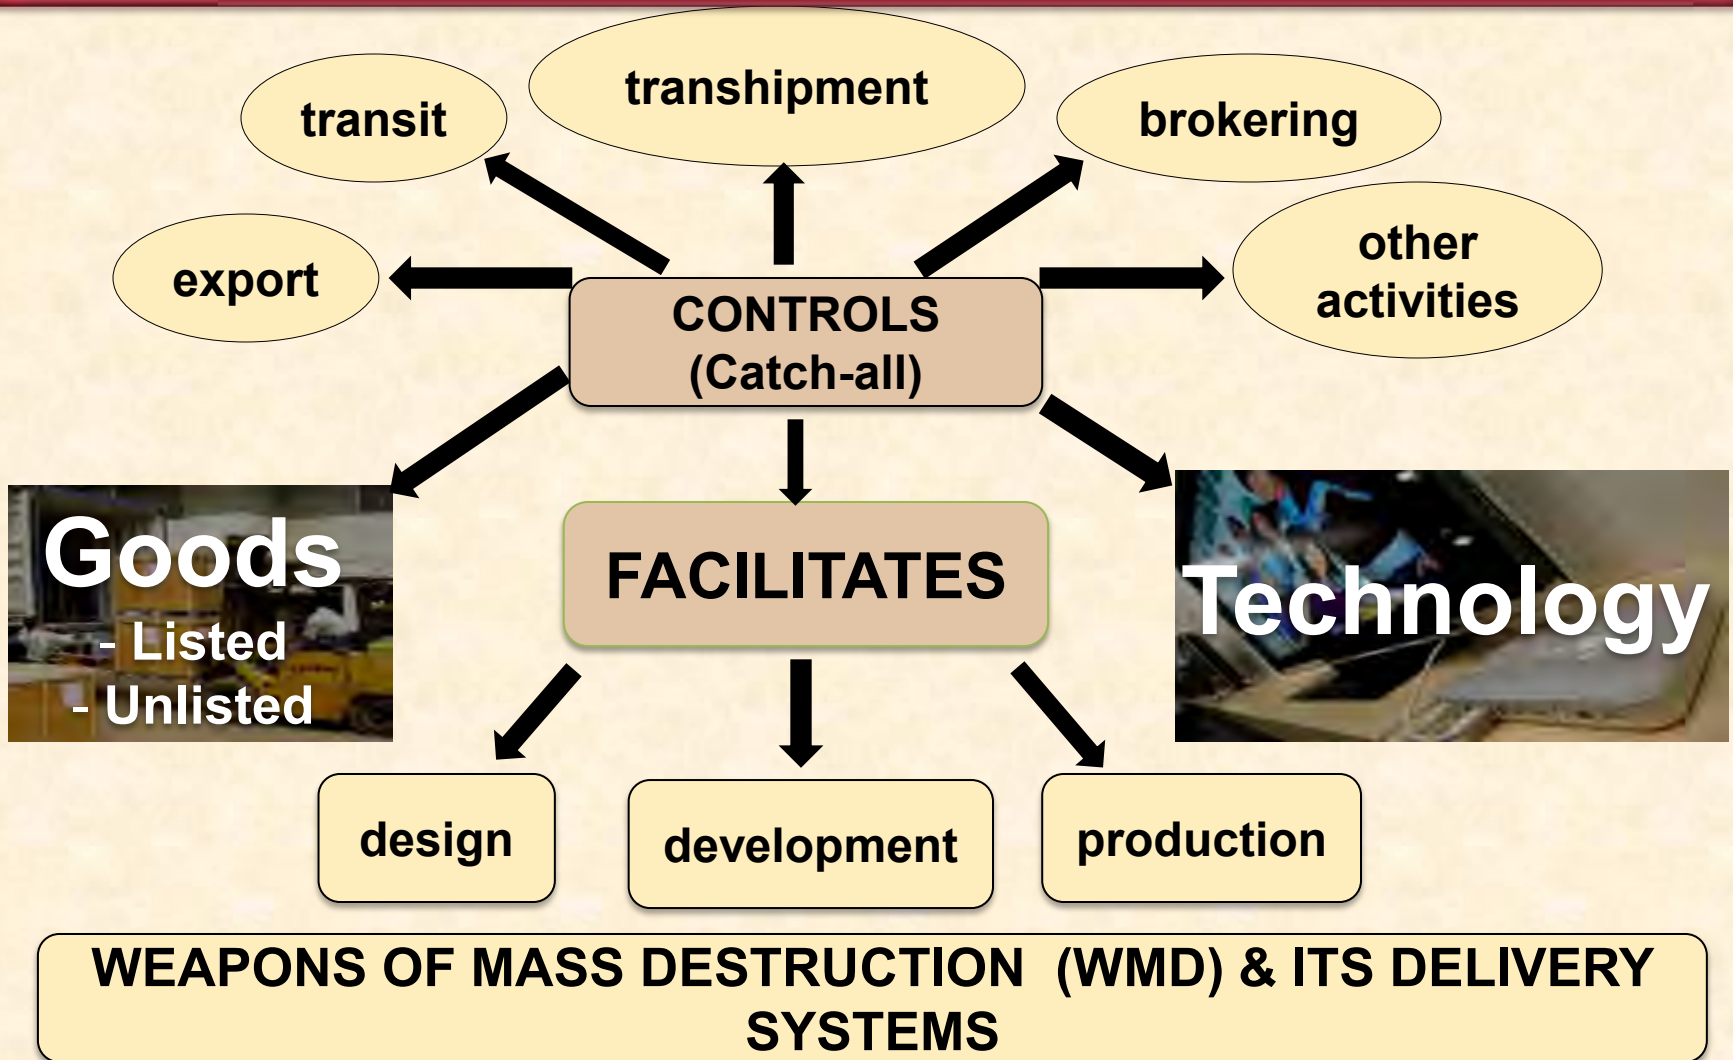 transhipment
transit
brokering
export
other
activities
CONTROLS
(Catch-all)
Goods
- Listed
- Unlisted
FACILITATES
Technology
design
development
production
WEAPONS OF MASS DESTRUCTION (WMD) & ITS DELIVERY
SYSTEMS